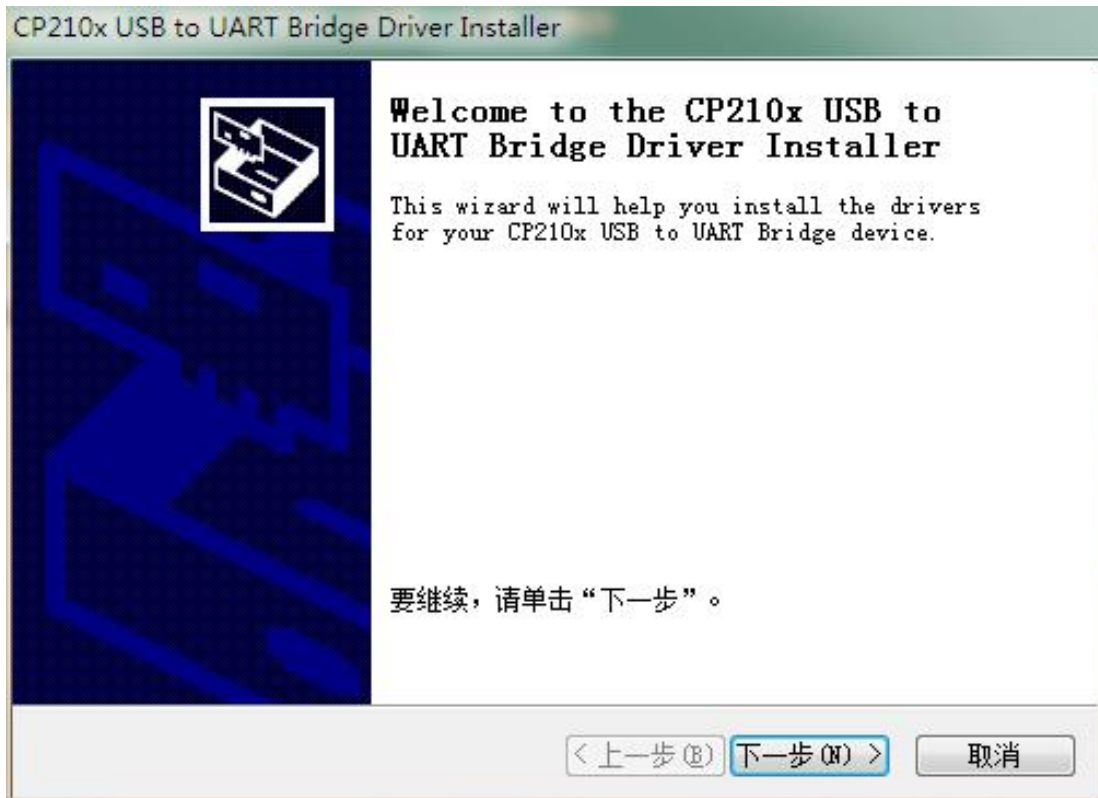 CP210x USB to UART Bridge Driver Installer
Welcome to the CP210x USB to
UART Bridge Driver Installer
This wizard will help you install the drivers
for your CP210x USB to UART Bridge device.
要继续，请单击“下一步”。
< 上一步(B) 下一步(N) > 取消